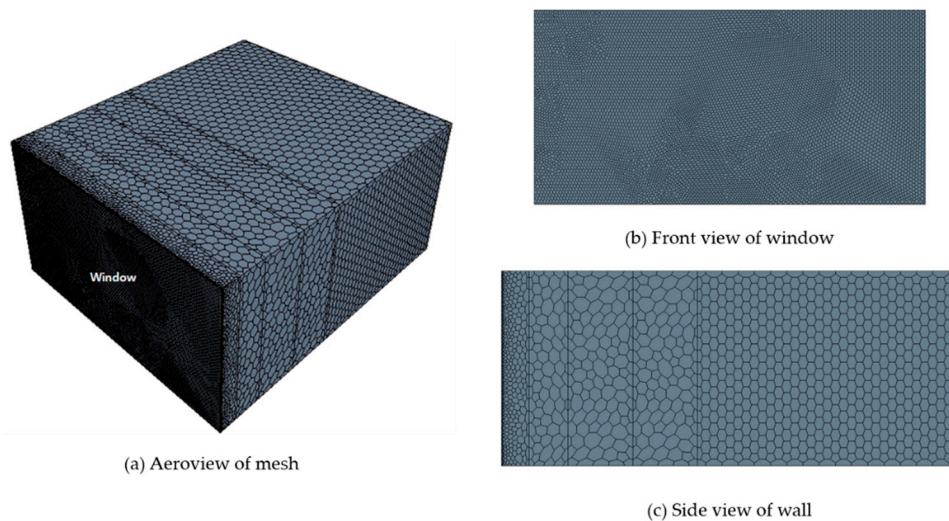 Window
(a) Aeroview of mesh
(b) Front view of window
(c) Side view of wall